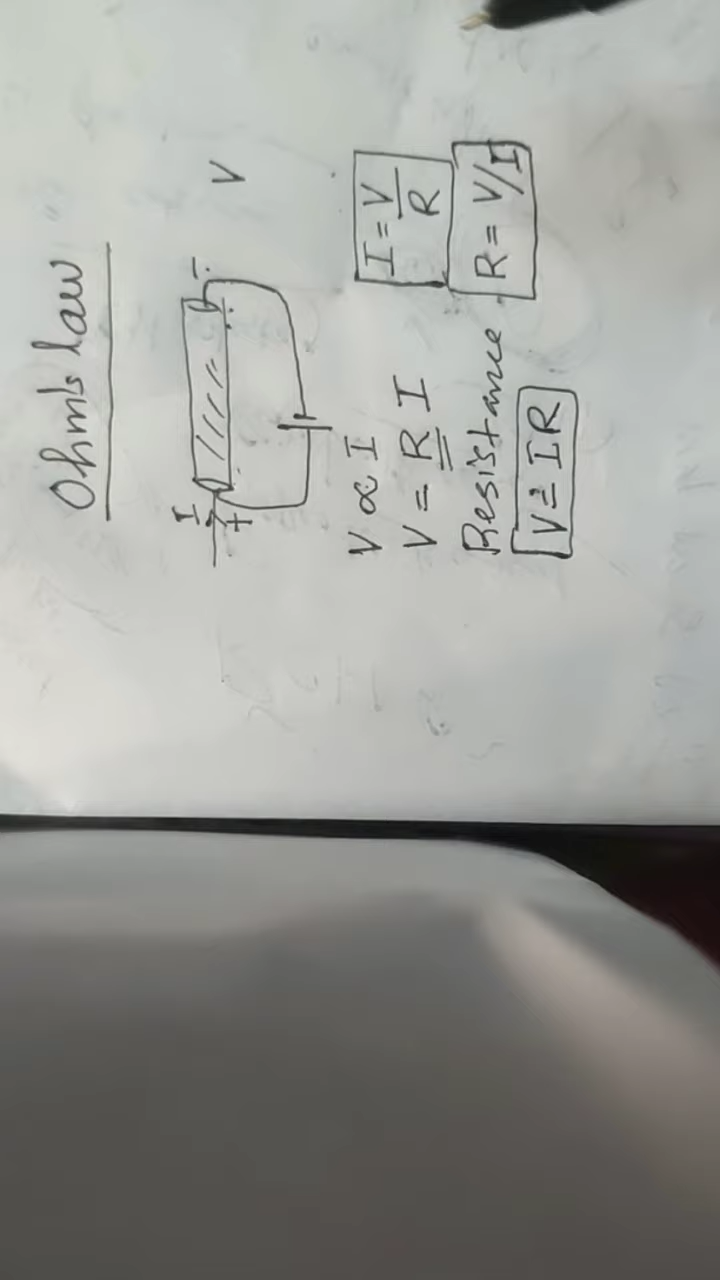 Ohm's law
I
+ -
V
V ∝ I
V = R I
Resistance
V = IR
I = V/R
R = V/I